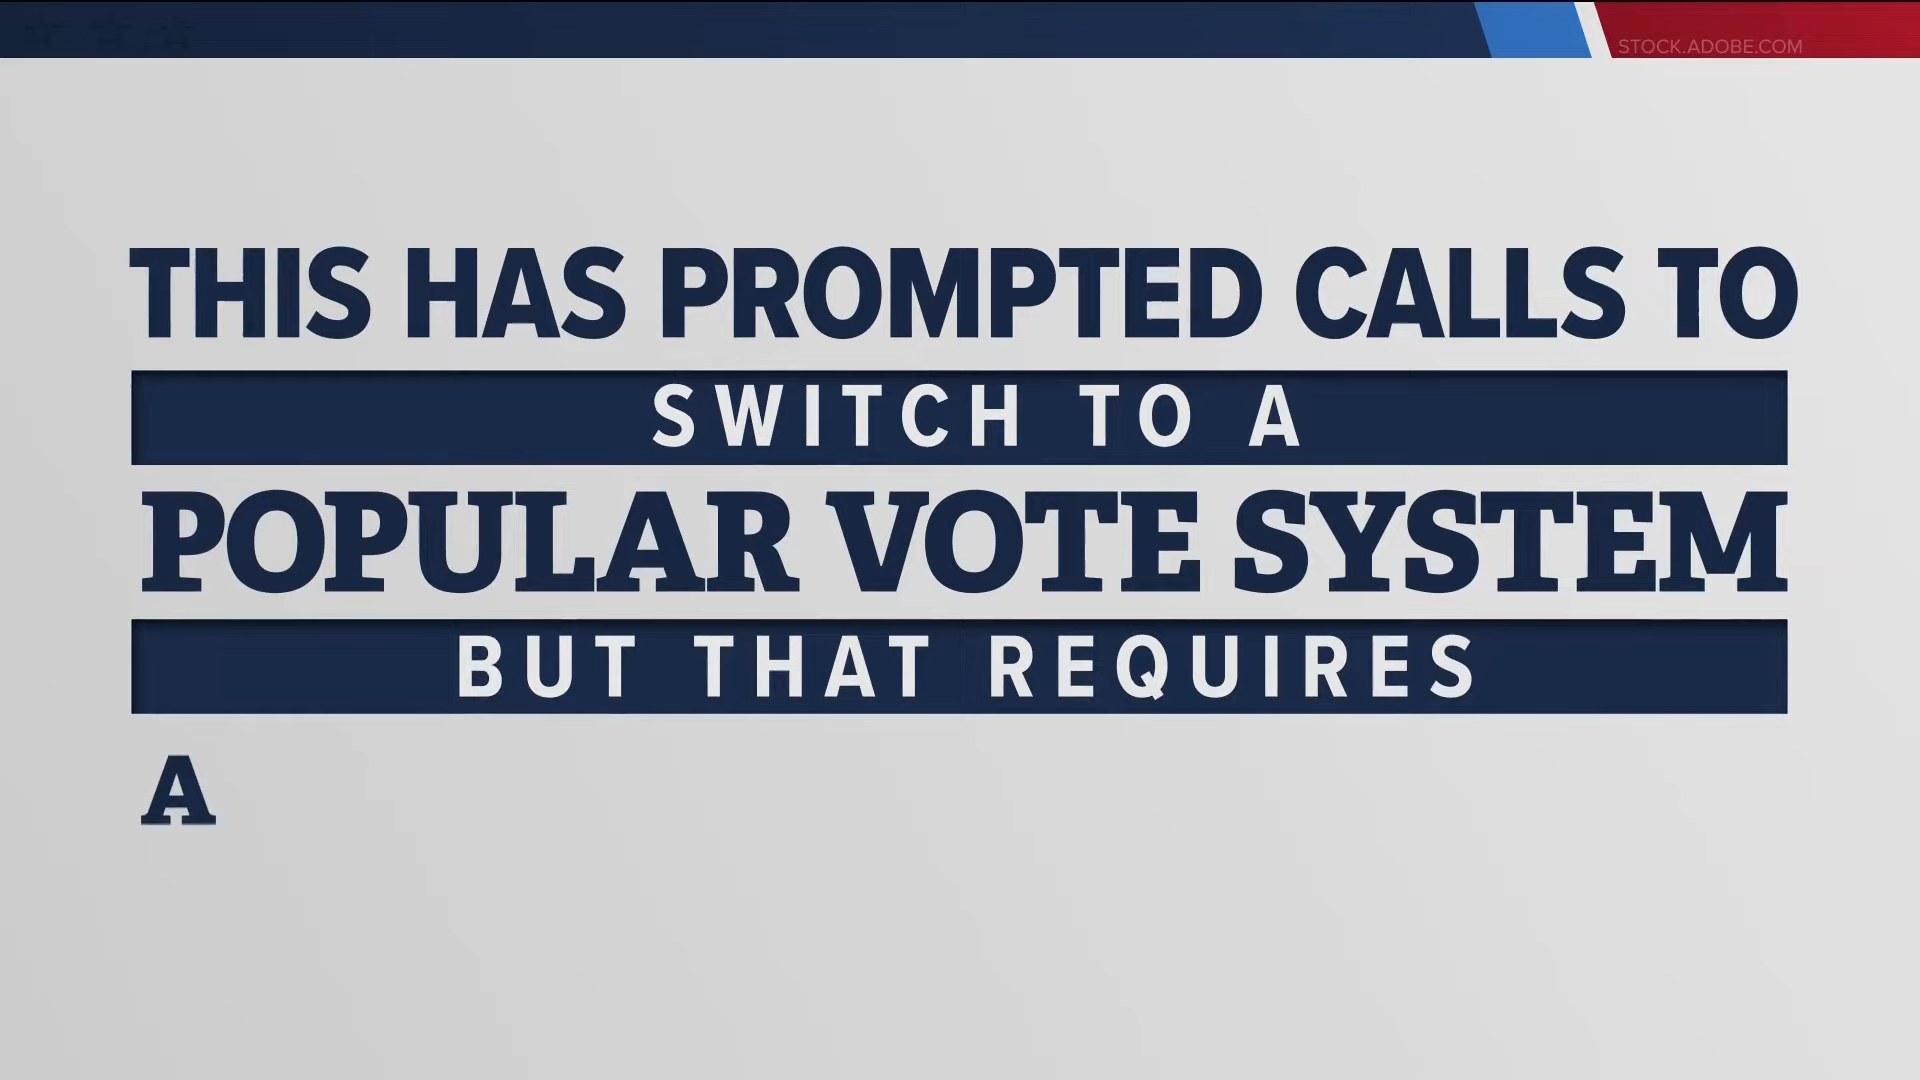 STOCK.ADOBE.COM
THIS HAS PROMPTED CALLS TO
SWITCH TO A
POPULAR VOTE SYSTEM
BUT THAT REQUIRES
A